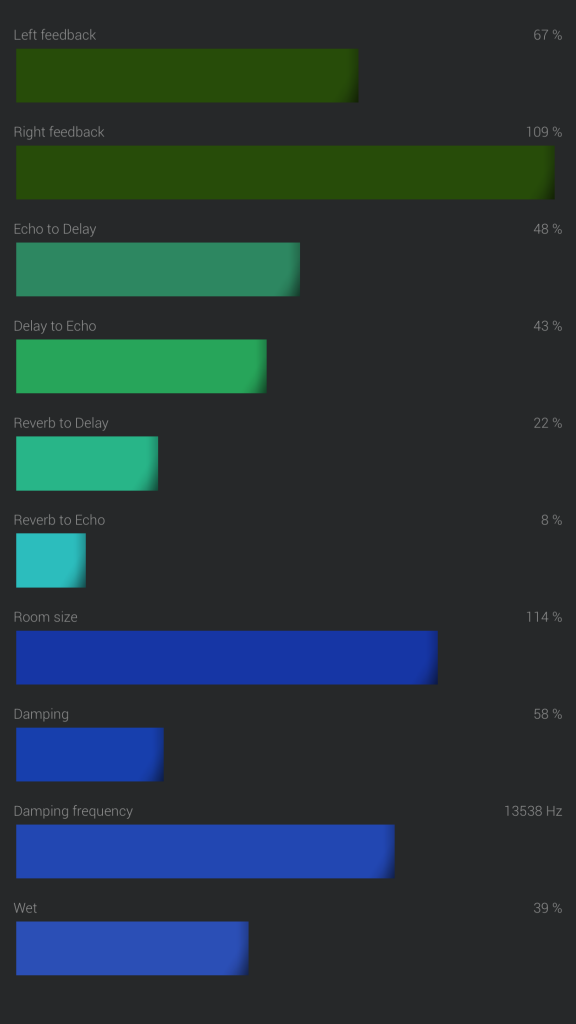 Left feedback 67 %
Right feedback 109 %
Echo to Delay 48 %
Delay to Echo 43 %
Reverb to Delay 22 %
Reverb to Echo 8 %
Room size 114 %
Damping 58 %
Damping frequency 13538 Hz
Wet 39 %